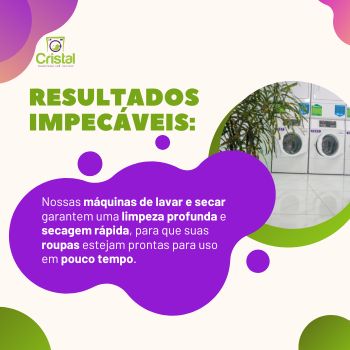 Cristal
RESULTADOS
IMPECÁVEIS:
Nossas máquinas de lavar e secar
garantem uma limpeza profunda e
secagem rápida, para que suas
roupas estejam prontas para uso
em pouco tempo.